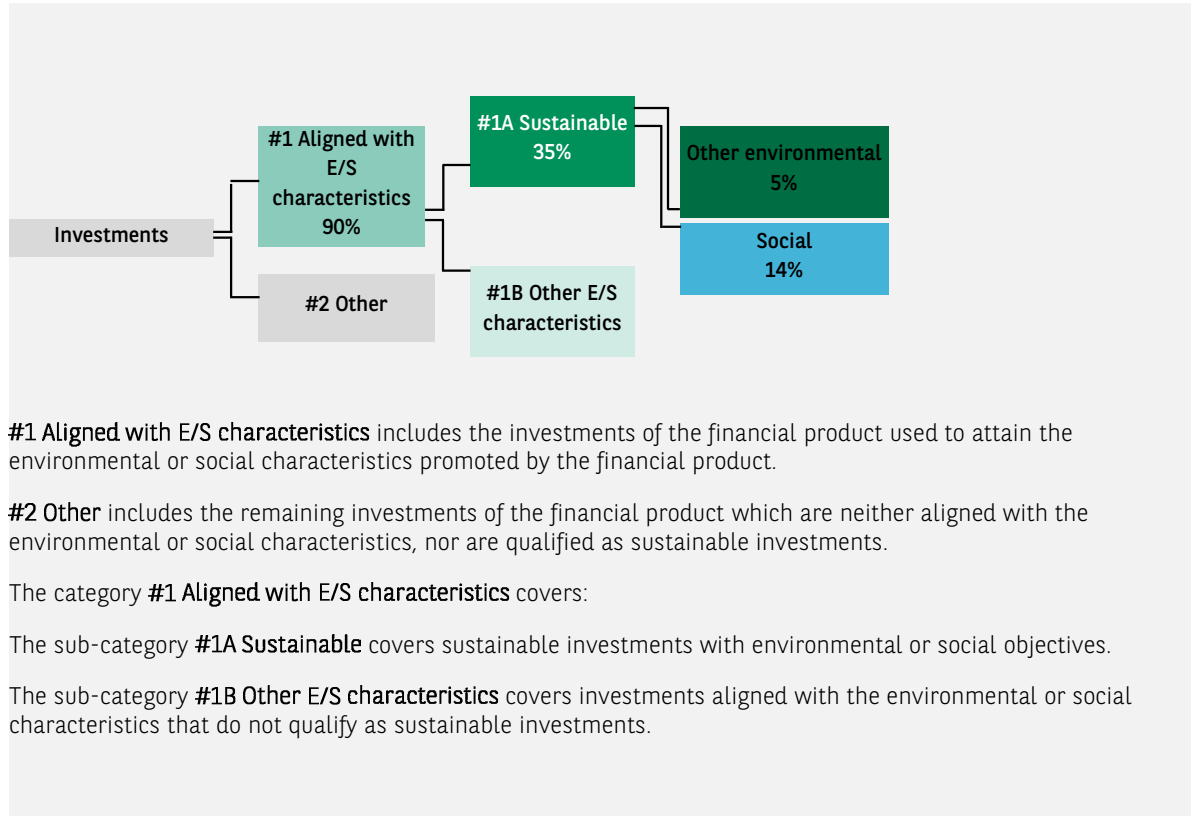 #1 Aligned with
E/S
characteristics
90%
#1A Sustainable
35%
Other environmental
5%
Social
14%
Investments
#2 Other
#1B Other E/S
characteristics
#1 Aligned with E/S characteristics includes the investments of the financial product used to attain the
environmental or social characteristics promoted by the financial product.
#2 Other includes the remaining investments of the financial product which are neither aligned with the
environmental or social characteristics, nor are qualified as sustainable investments.
The category #1 Aligned with E/S characteristics covers:
The sub-category #1A Sustainable covers sustainable investments with environmental or social objectives.
The sub-category #1B Other E/S characteristics covers investments aligned with the environmental or social
characteristics that do not qualify as sustainable investments.